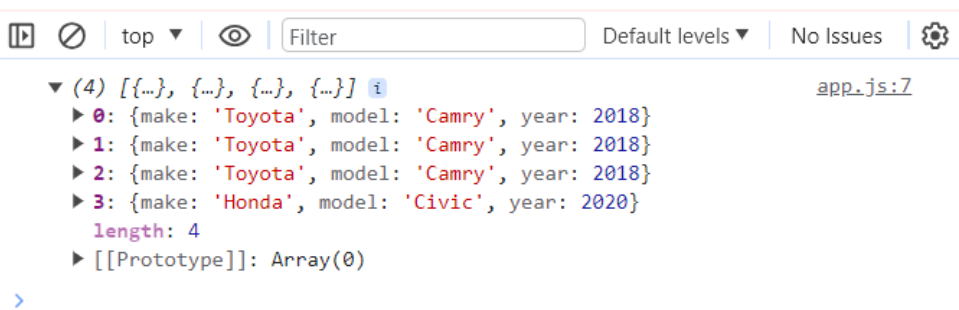 top ▼ Filter Default levels ▼ No Issues
▼ (4) [{…}, {…}, {…}, {…}] i app.js:7
▶ 0: {make: 'Toyota', model: 'Camry', year: 2018}
▶ 1: {make: 'Toyota', model: 'Camry', year: 2018}
▶ 2: {make: 'Toyota', model: 'Camry', year: 2018}
▶ 3: {make: 'Honda', model: 'Civic', year: 2020}
length: 4
▶ [[Prototype]]: Array(0)
>